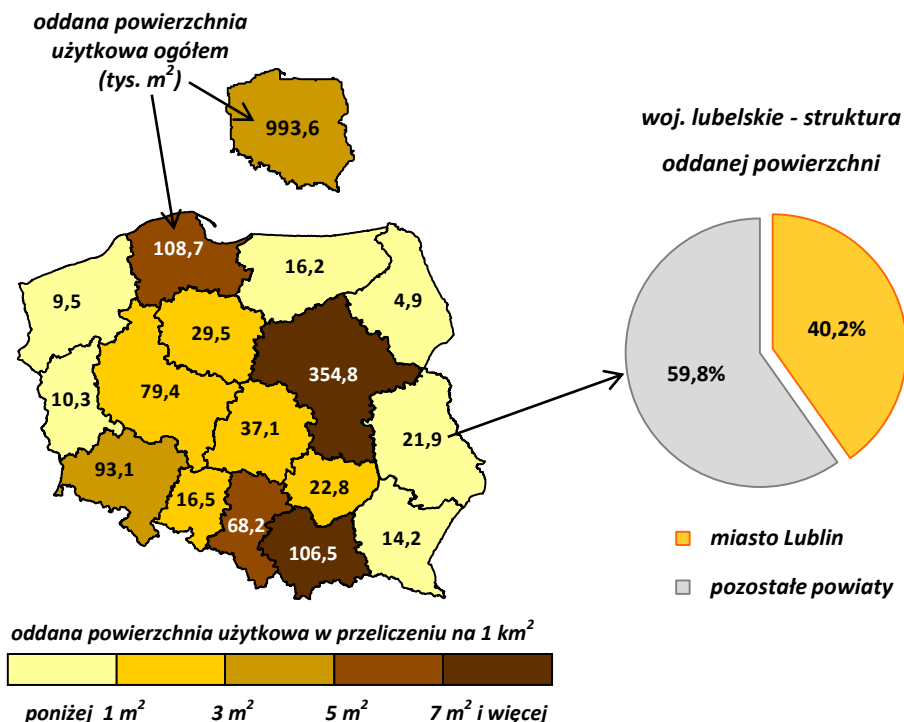 oddana powierzchnia
użytkowa ogółem
(tys. m²)
993,6
woj. lubelskie - struktura
oddanej powierzchni
108,7
16,2
9,5
4,9
29,5
354,8
79,4
10,3
37,1
21,9
93,1
16,5
22,8
68,2
106,5
14,2
40,2%
59,8%
miasto Lublin
pozostałe powiaty
oddana powierzchnia użytkowa w przeliczeniu na 1 km²
poniżej 1 m² 3 m² 5 m² 7 m² i więcej